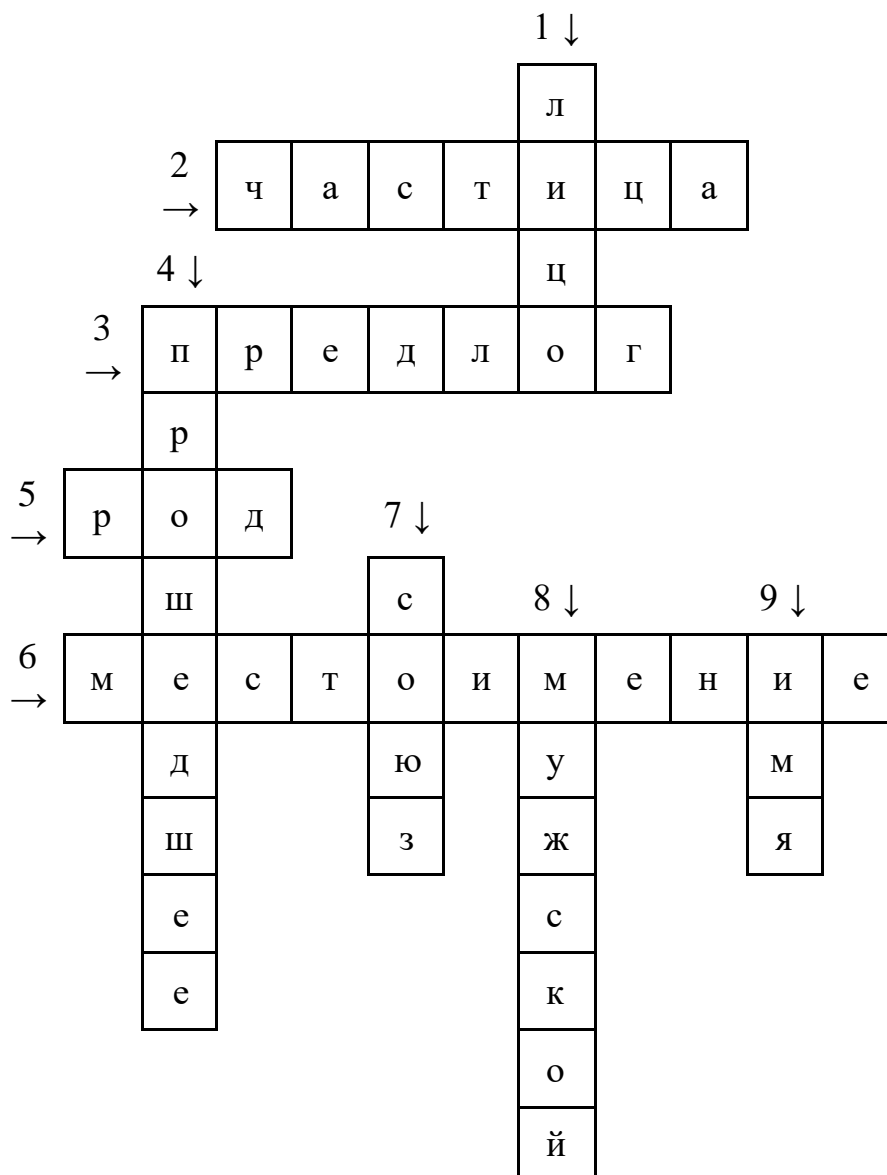 1 ↓
л
2 → ч а с т и ц а
4 ↓ ц
3 → п р е д л о г
р
5 → р о д 7 ↓
ш с 8 ↓ 9 ↓
6 → м е с т о и м е н и е
д ю у м
ш з ж я
е с
е к
о
й